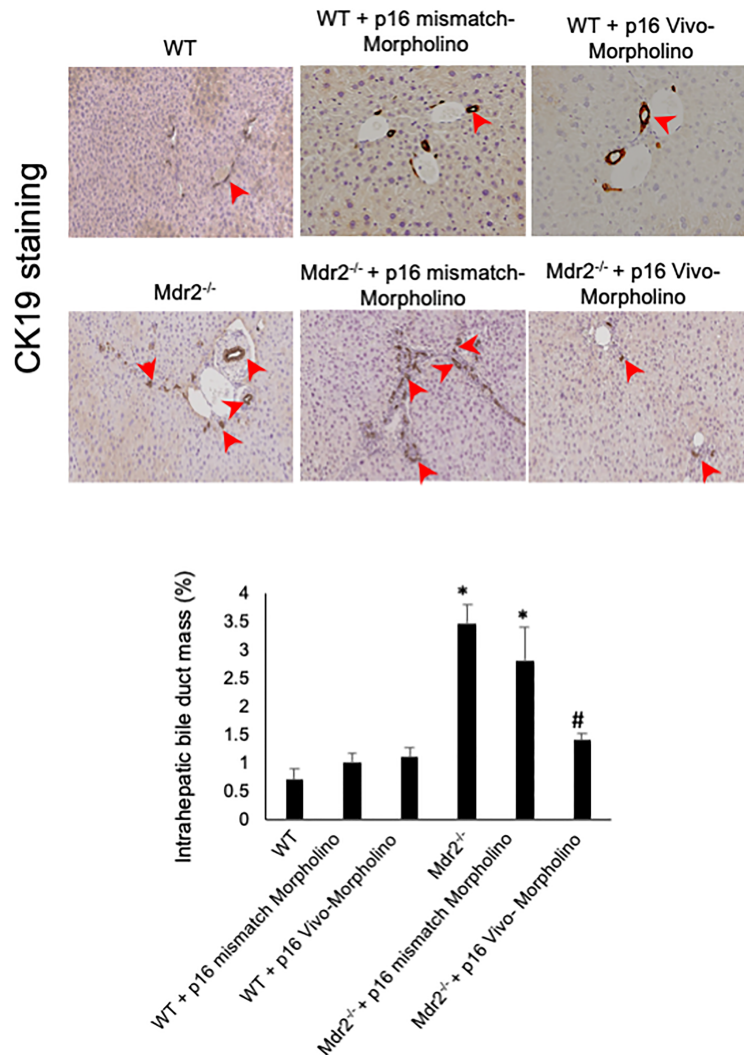 WT
WT + p16 mismatch-
Morpholino
WT + p16 Vivo-
Morpholino
CK19 staining
Mdr2-/-
Mdr2-/- + p16 mismatch-
Morpholino
Mdr2-/- + p16 Vivo-
Morpholino
Intrahepatic bile duct mass (%)
4
3.5
3
2.5
2
1.5
1
0.5
0
*
*
#
WT
WT + p16 mismatch Morpholino
WT + p16 Vivo-Morpholino
Mdr2-/-
Mdr2-/- + p16 mismatch Morpholino
Mdr2-/- + p16 Vivo- Morpholino